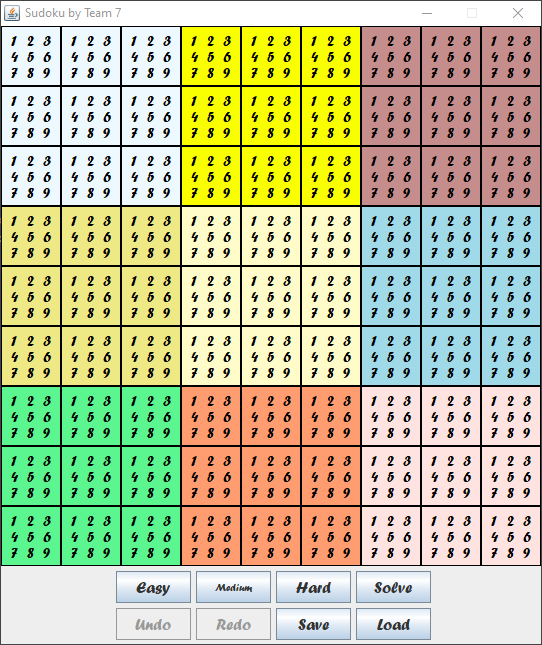 Sudoku by Team 7
1 2 3 1 2 3 1 2 3 1 2 3 1 2 3 1 2 3 1 2 3 1 2 3 1 2 3
4 5 6 4 5 6 4 5 6 4 5 6 4 5 6 4 5 6 4 5 6 4 5 6 4 5 6
7 8 9 7 8 9 7 8 9 7 8 9 7 8 9 7 8 9 7 8 9 7 8 9 7 8 9
1 2 3 1 2 3 1 2 3 1 2 3 1 2 3 1 2 3 1 2 3 1 2 3 1 2 3
4 5 6 4 5 6 4 5 6 4 5 6 4 5 6 4 5 6 4 5 6 4 5 6 4 5 6
7 8 9 7 8 9 7 8 9 7 8 9 7 8 9 7 8 9 7 8 9 7 8 9 7 8 9
1 2 3 1 2 3 1 2 3 1 2 3 1 2 3 1 2 3 1 2 3 1 2 3 1 2 3
4 5 6 4 5 6 4 5 6 4 5 6 4 5 6 4 5 6 4 5 6 4 5 6 4 5 6
7 8 9 7 8 9 7 8 9 7 8 9 7 8 9 7 8 9 7 8 9 7 8 9 7 8 9
1 2 3 1 2 3 1 2 3 1 2 3 1 2 3 1 2 3 1 2 3 1 2 3 1 2 3
4 5 6 4 5 6 4 5 6 4 5 6 4 5 6 4 5 6 4 5 6 4 5 6 4 5 6
7 8 9 7 8 9 7 8 9 7 8 9 7 8 9 7 8 9 7 8 9 7 8 9 7 8 9
1 2 3 1 2 3 1 2 3 1 2 3 1 2 3 1 2 3 1 2 3 1 2 3 1 2 3
4 5 6 4 5 6 4 5 6 4 5 6 4 5 6 4 5 6 4 5 6 4 5 6 4 5 6
7 8 9 7 8 9 7 8 9 7 8 9 7 8 9 7 8 9 7 8 9 7 8 9 7 8 9
1 2 3 1 2 3 1 2 3 1 2 3 1 2 3 1 2 3 1 2 3 1 2 3 1 2 3
4 5 6 4 5 6 4 5 6 4 5 6 4 5 6 4 5 6 4 5 6 4 5 6 4 5 6
7 8 9 7 8 9 7 8 9 7 8 9 7 8 9 7 8 9 7 8 9 7 8 9 7 8 9
1 2 3 1 2 3 1 2 3 1 2 3 1 2 3 1 2 3 1 2 3 1 2 3 1 2 3
4 5 6 4 5 6 4 5 6 4 5 6 4 5 6 4 5 6 4 5 6 4 5 6 4 5 6
7 8 9 7 8 9 7 8 9 7 8 9 7 8 9 7 8 9 7 8 9 7 8 9 7 8 9
1 2 3 1 2 3 1 2 3 1 2 3 1 2 3 1 2 3 1 2 3 1 2 3 1 2 3
4 5 6 4 5 6 4 5 6 4 5 6 4 5 6 4 5 6 4 5 6 4 5 6 4 5 6
7 8 9 7 8 9 7 8 9 7 8 9 7 8 9 7 8 9 7 8 9 7 8 9 7 8 9
1 2 3 1 2 3 1 2 3 1 2 3 1 2 3 1 2 3 1 2 3 1 2 3 1 2 3
4 5 6 4 5 6 4 5 6 4 5 6 4 5 6 4 5 6 4 5 6 4 5 6 4 5 6
7 8 9 7 8 9 7 8 9 7 8 9 7 8 9 7 8 9 7 8 9 7 8 9 7 8 9
Easy Medium Hard Solve
Undo Redo Save Load